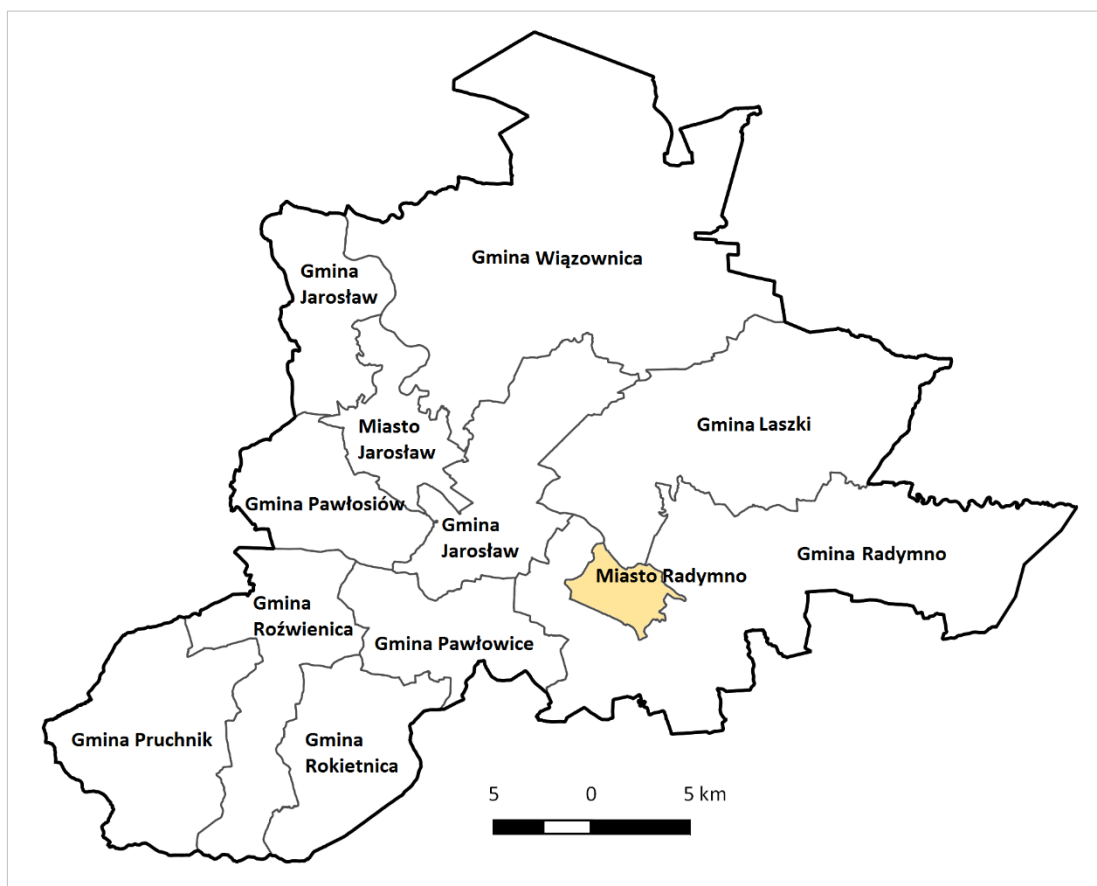 Gmina Wiązownica
Gmina
Jarosław
Miasto
Jarosław
Gmina Laszki
Gmina Pawłosiów
Gmina
Jarosław
Gmina Radymno
Miasto Radymno
Gmina
Roźwienica
Gmina Pawłowice
Gmina Pruchnik
Gmina
Rokietnica
5 0 5 km